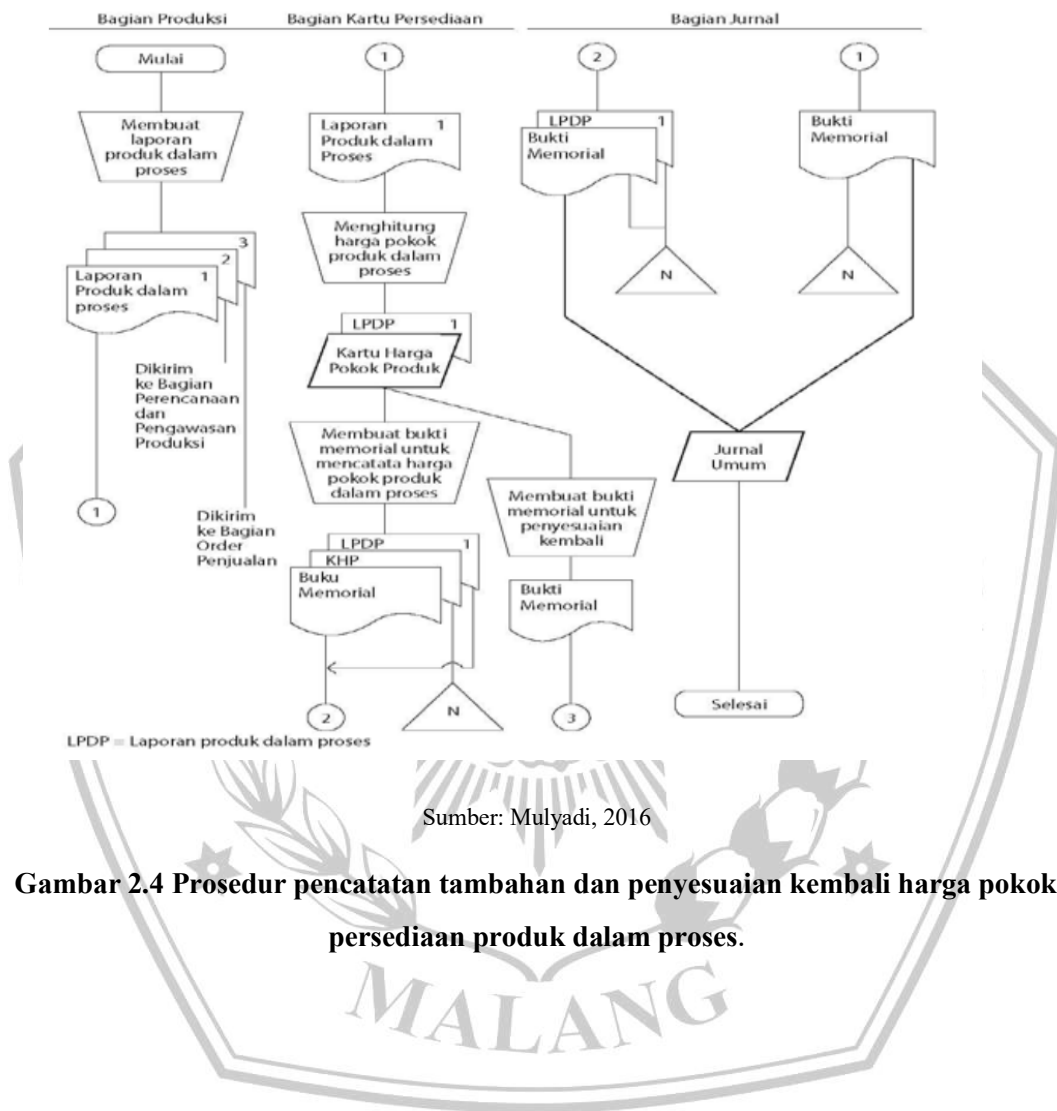 Bagian Produksi
Bagian Kartu Persediaan
Bagian Jurnal
Mulai
Membuat
laporan
produk dalam
proses
3
2
Laporan 1
Produk dalam
proses
Dikirim
ke Bagian
Perencanaan
dan
Pengawasan
Produksi
1
Dikirim
ke Bagian
Order
Penjualan
1
Laporan 1
Produk dalam
Proses
Menghitung
harga pokok
produk dalam
proses
LPDP 1
Kartu Harga
Pokok Produk
Membuat bukti
memorial untuk
mencatata harga
pokok produk
dalam proses
LPDP 1
KHP
Buku
Memorial
2
N
Membuat bukti
memorial untuk
penyesuaian
kembali
Bukti
Memorial
3
2
LPDP 1
Bukti
Memorial
N
1
Bukti
Memorial
N
Jurnal
Umum
Selesai
LPDP = Laporan produk dalam proses
Sumber: Mulyadi, 2016
Gambar 2.4 Prosedur pencatatan tambahan dan penyesuaian kembali harga pokok
persediaan produk dalam proses.
MALANG